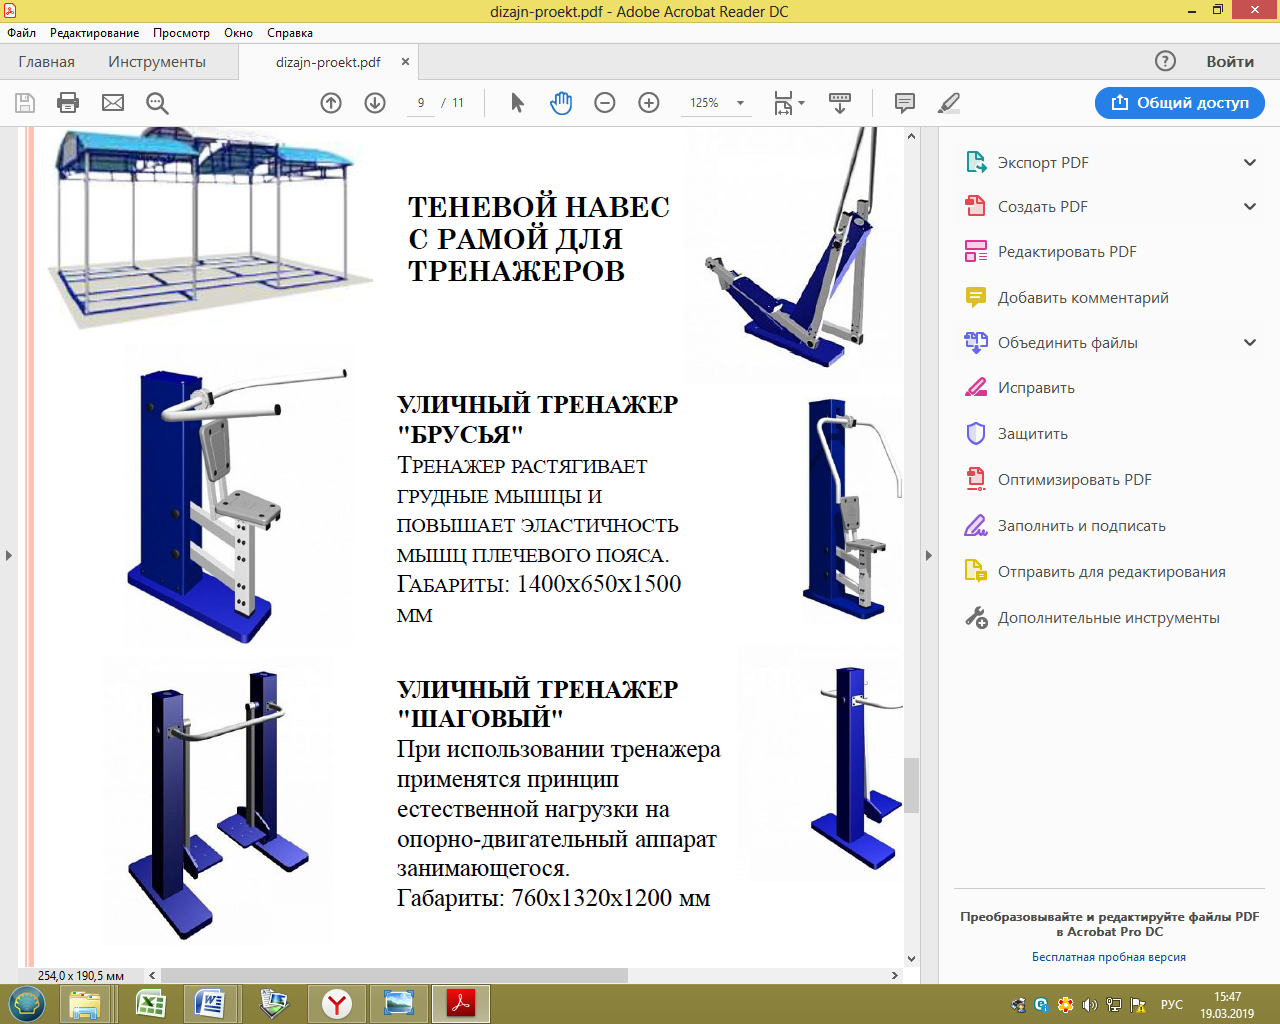 dizajn-proekt.pdf - Adobe Acrobat Reader DC
Файл Редактирование Просмотр Окно Справка
Главная Инструменты dizajn-proekt.pdf × Войти
9 / 11 125% Общий доступ
ТЕНЕВОЙ НАВЕС
С РАМОЙ ДЛЯ
ТРЕНАЖЕРОВ
УЛИЧНЫЙ ТРЕНАЖЕР
"БРУСЬЯ"
Тренажер растягивает
грудные мышцы и
повышает эластичность
мышц плечевого пояса.
Габариты: 1400х650х1500
мм
УЛИЧНЫЙ ТРЕНАЖЕР
"ШАГОВЫЙ"
При использовании тренажера
применятся принцип
естественной нагрузки на
опорно-двигательный аппарат
занимающегося.
Габариты: 760х1320х1200 мм
Экспорт PDF
Создать PDF
Редактировать PDF
Добавить комментарий
Объединить файлы
Исправить
Защитить
Оптимизировать PDF
Заполнить и подписать
Отправить для редактирования
Дополнительные инструменты
Преобразовывайте и редактируйте файлы PDF
в Acrobat Pro DC
Бесплатная пробная версия
254,0 x 190,5 мм
РУС
15:47
19.03.2019